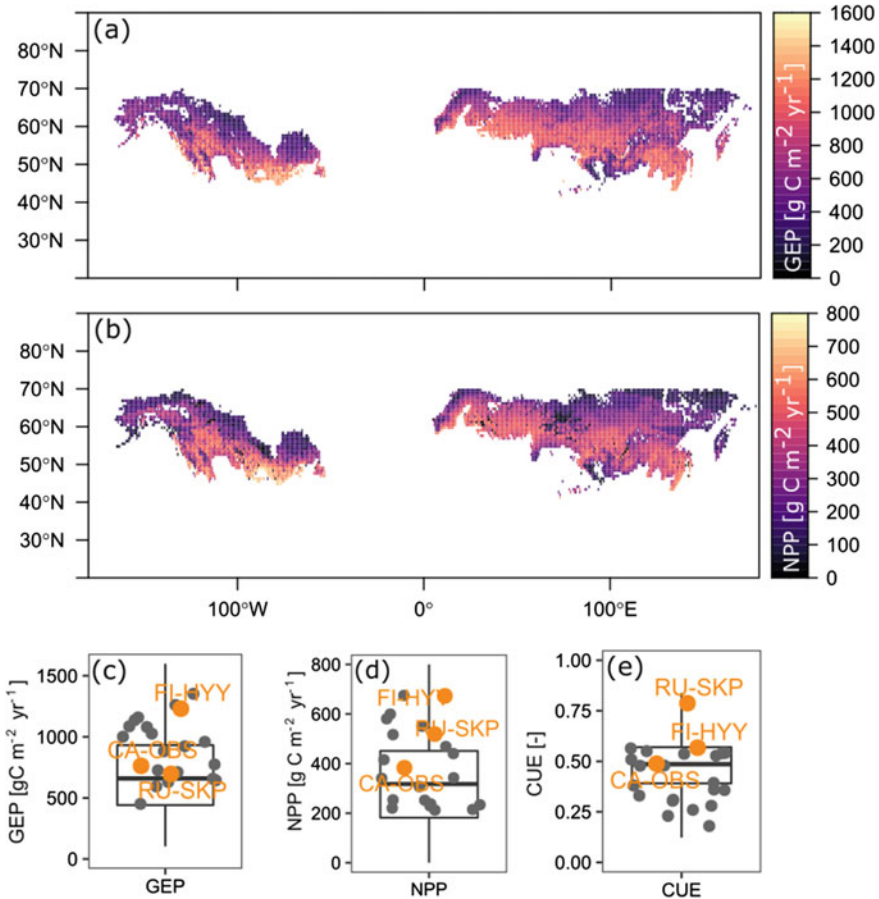 (a)
80°N
70°N
60°N
50°N
40°N
30°N
1600
1400
1200
1000
800
600
400
200
0
GEP [g C m-2 yr-1]
(b)
80°N
70°N
60°N
50°N
40°N
30°N
100°W
0°
100°E
800
700
600
500
400
300
200
100
0
NPP [g C m-2 yr-1]
(c)
1500
1000
500
0
GEP [gC m-2 yr-1]
FI-HYY
CA-OBS
RU-SKP
GEP
(d)
800
600
400
200
0
NPP [g C m-2 yr-1]
FI-HYY
RU-SKP
CA-OBS
NPP
(e)
1.00
0.75
0.50
0.25
0.00
CUE [-]
RU-SKP
FI-HYY
CA-OBS
CUE